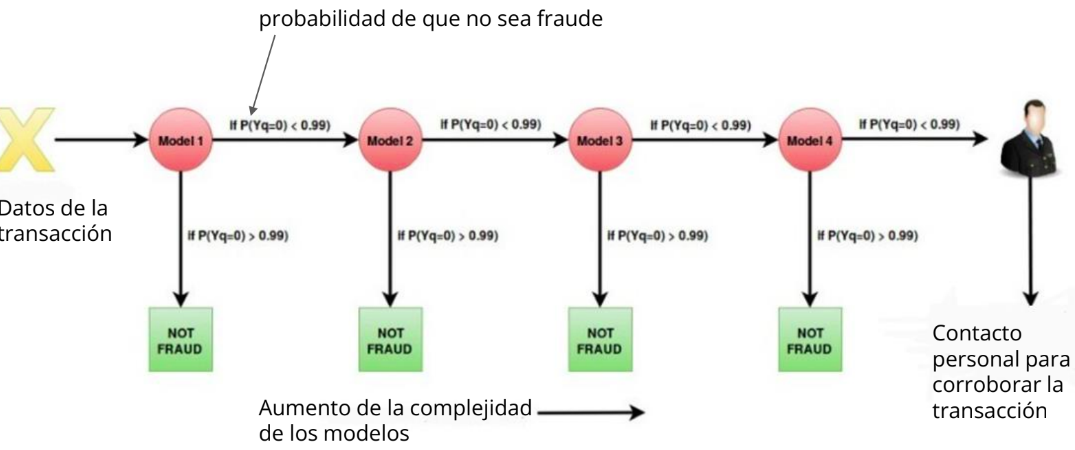 probabilidad de que no sea fraude
X
if P(Yq=0) < 0.99)
if P(Yq=0) < 0.99)
if P(Yq=0) < 0.99)
if P(Yq=0) < 0.99)
Model 1
Model 2
Model 3
Model 4
Datos de la
transacción
if P(Yq=0) > 0.99)
if P(Yq=0) > 0.99)
if P(Yq=0) > 0.99)
if P(Yq=0) > 0.99)
NOT
FRAUD
NOT
FRAUD
NOT
FRAUD
NOT
FRAUD
Contacto
personal para
corroborar la
transacción
Aumento de la complejidad
de los modelos